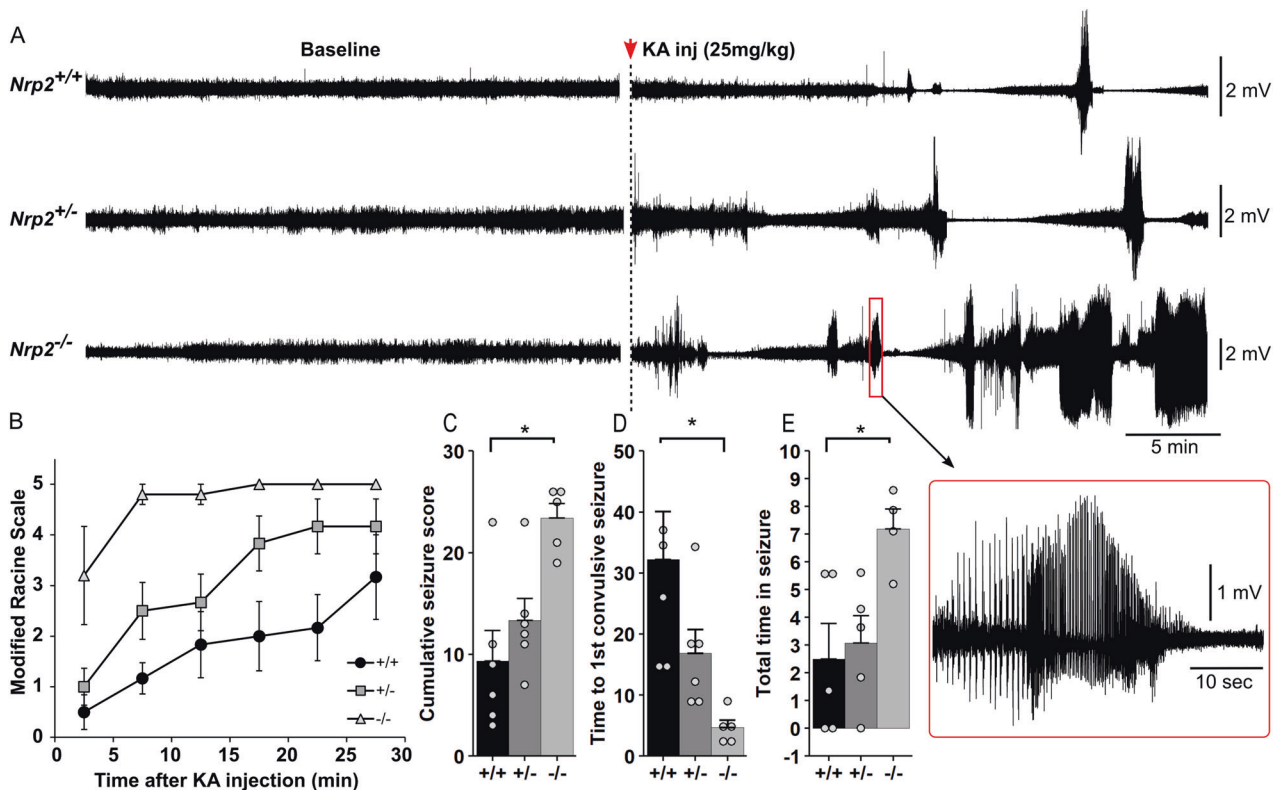 A
Baseline
KA inj (25mg/kg)
Nrp2+/+
2 mV
Nrp2+/-
2 mV
Nrp2-/-
2 mV
5 min
B
Modified Racine Scale
5
4
3
2
1
0
0 5 10 15 20 25 30
Time after KA injection (min)
+/+
+/-
-/-
C
*
Cumulative seizure score
30
20
10
0
+/+ +/- -/-
D
*
Time to 1st convulsive seizure
50
40
30
20
10
0
+/+ +/- -/-
E
*
Total time in seizure
10
9
8
7
6
5
4
3
2
1
0
-1
+/+ +/- -/-
1 mV
10 sec